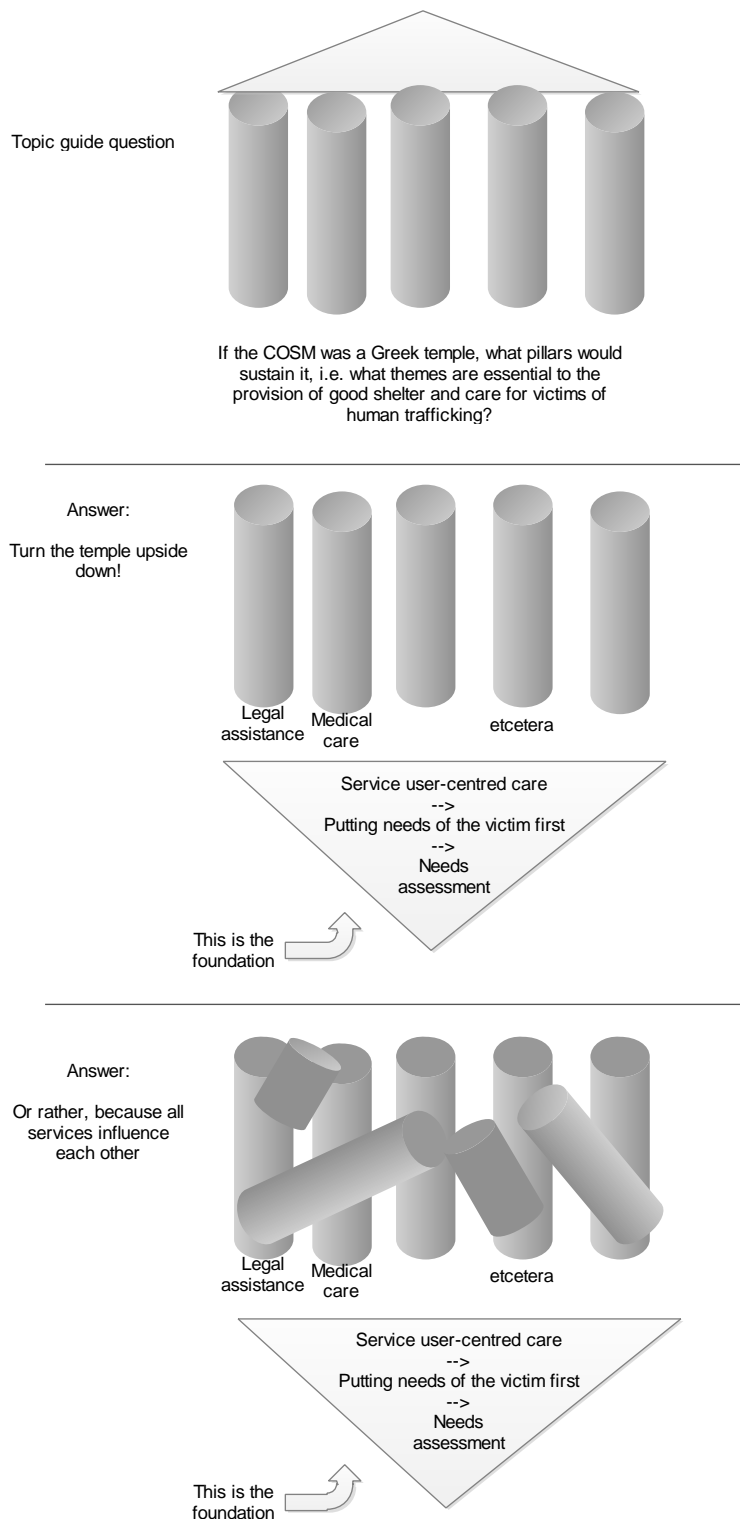 Topic guide question
If the COSM was a Greek temple, what pillars would
sustain it, i.e. what themes are essential to the
provision of good shelter and care for victims of
human trafficking?
Answer:
Turn the temple upside
down!
Legal
assistance
Medical
care
etcetera
Service user-centred care
-->
Putting needs of the victim first
-->
Needs
assessment
This is the
foundation
Answer:
Or rather, because all
services influence
each other
Legal
assistance
Medical
care
etcetera
Service user-centred care
-->
Putting needs of the victim first
-->
Needs
assessment
This is the
foundation